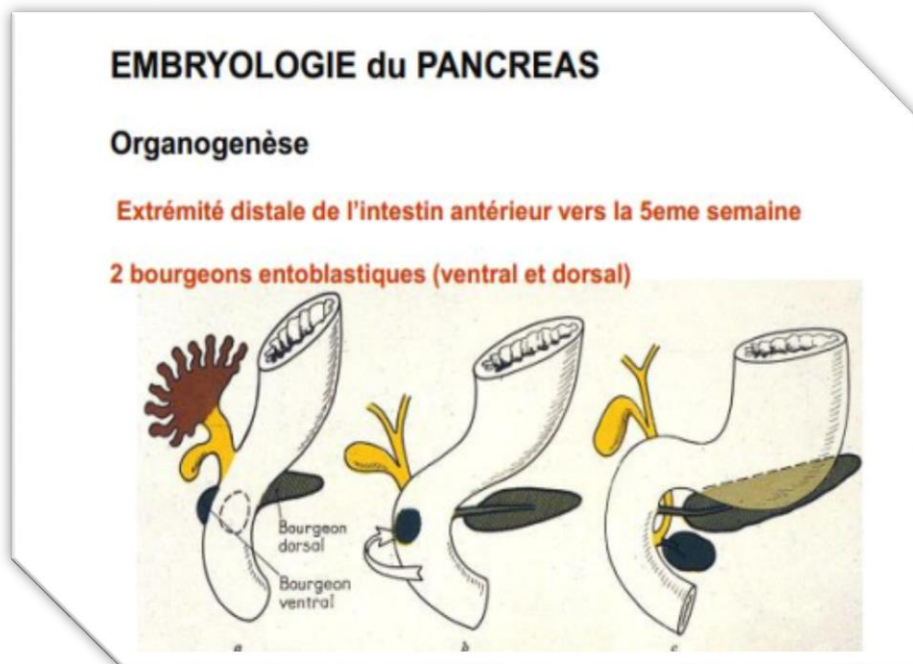 EMBRYOLOGIE du PANCREAS
Organogenèse
Extrémité distale de l'intestin antérieur vers la 5eme semaine
2 bourgeons entoblastiques (ventral et dorsal)
Bourgeon
dorsal
Bourgeon
ventral
a
b
c